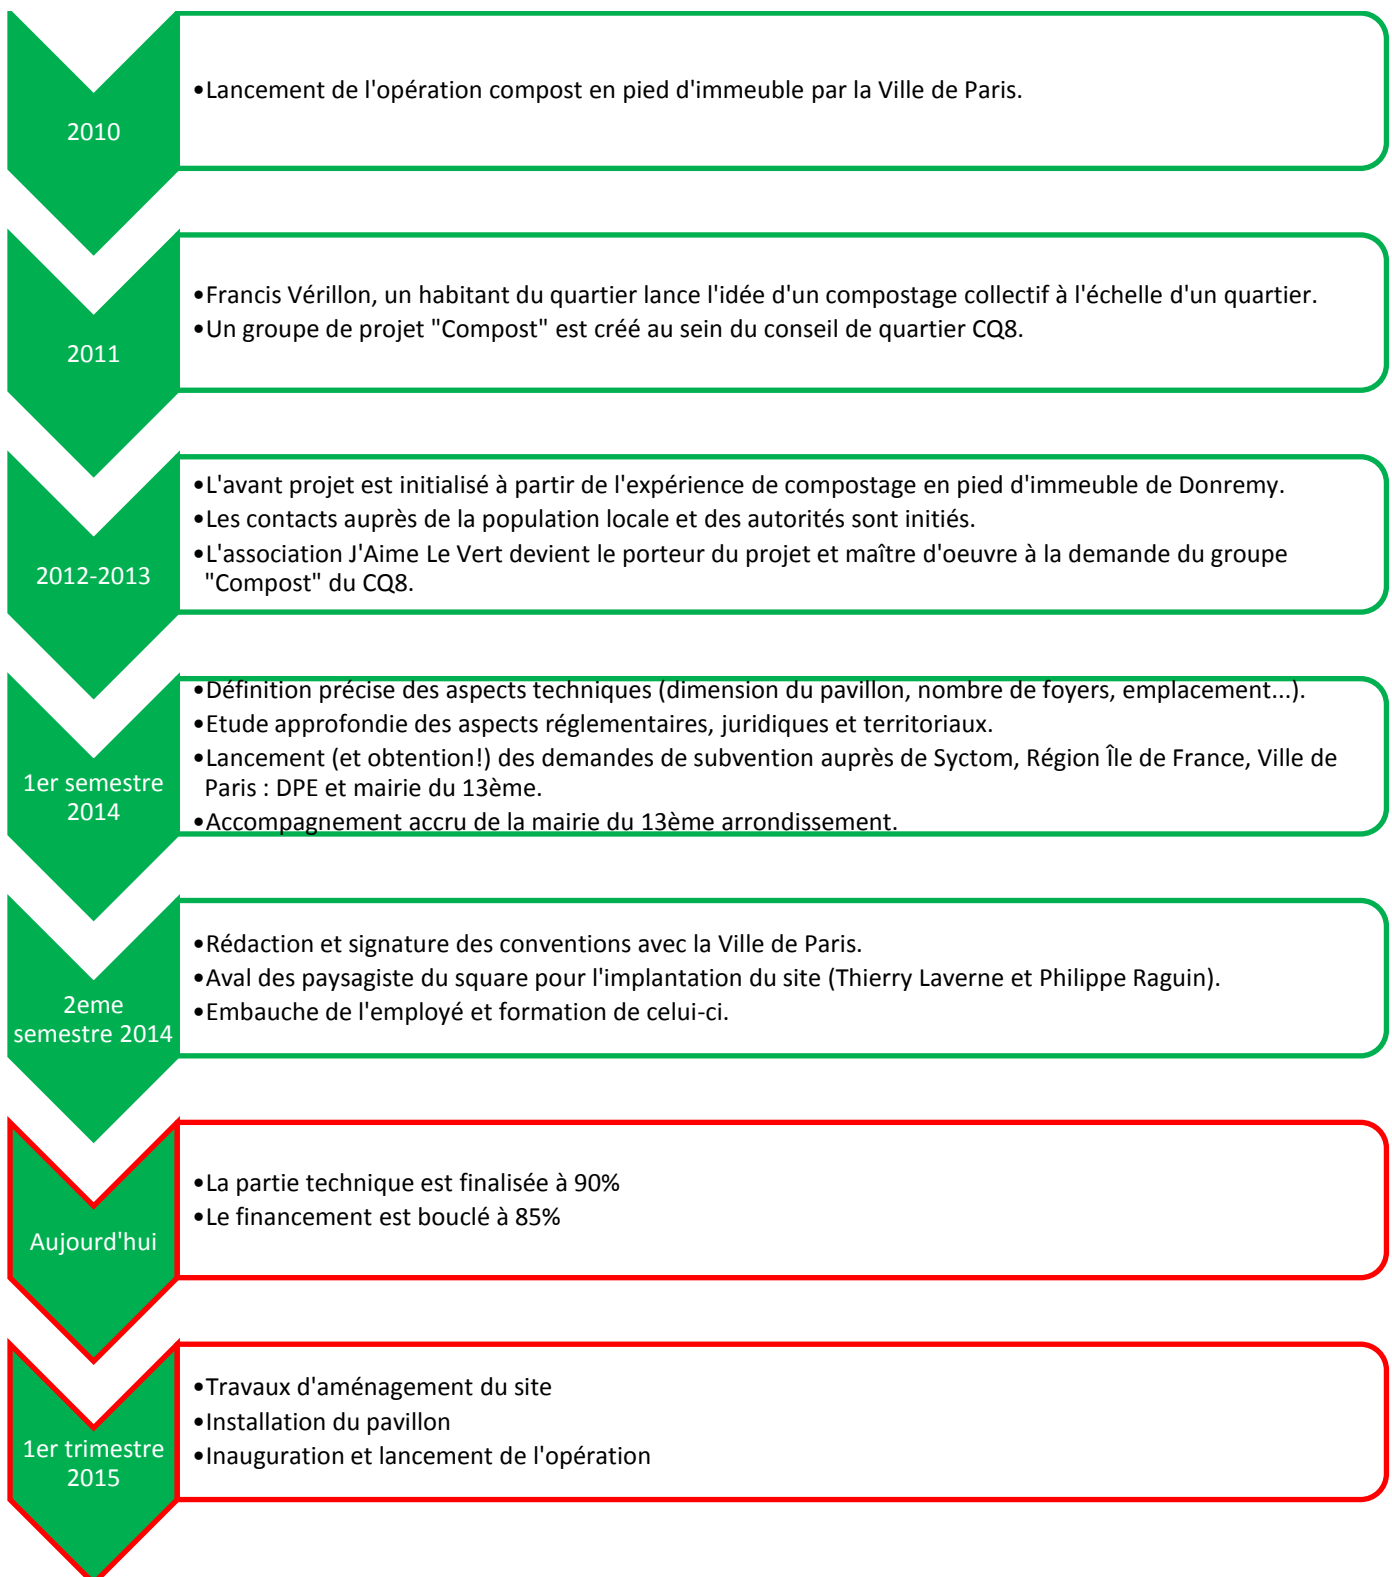 2010
•Lancement de l'opération compost en pied d'immeuble par la Ville de Paris.
2011
•Francis Vérillon, un habitant du quartier lance l'idée d'un compostage collectif à l'échelle d'un quartier.
•Un groupe de projet "Compost" est créé au sein du conseil de quartier CQ8.
2012-2013
•L'avant projet est initialisé à partir de l'expérience de compostage en pied d'immeuble de Donremy.
•Les contacts auprès de la population locale et des autorités sont initiés.
•L'association J'Aime Le Vert devient le porteur du projet et maître d'oeuvre à la demande du groupe
"Compost" du CQ8.
1er semestre
2014
•Définition précise des aspects techniques (dimension du pavillon, nombre de foyers, emplacement...).
•Etude approfondie des aspects réglementaires, juridiques et territoriaux.
•Lancement (et obtention!) des demandes de subvention auprès de Syctom, Région Île de France, Ville de
Paris : DPE et mairie du 13ème.
•Accompagnement accru de la mairie du 13ème arrondissement.
2eme
semestre 2014
•Rédaction et signature des conventions avec la Ville de Paris.
•Aval des paysagiste du square pour l'implantation du site (Thierry Laverne et Philippe Raguin).
•Embauche de l'employé et formation de celui-ci.
Aujourd'hui
•La partie technique est finalisée à 90%
•Le financement est bouclé à 85%
1er trimestre
2015
•Travaux d'aménagement du site
•Installation du pavillon
•Inauguration et lancement de l'opération